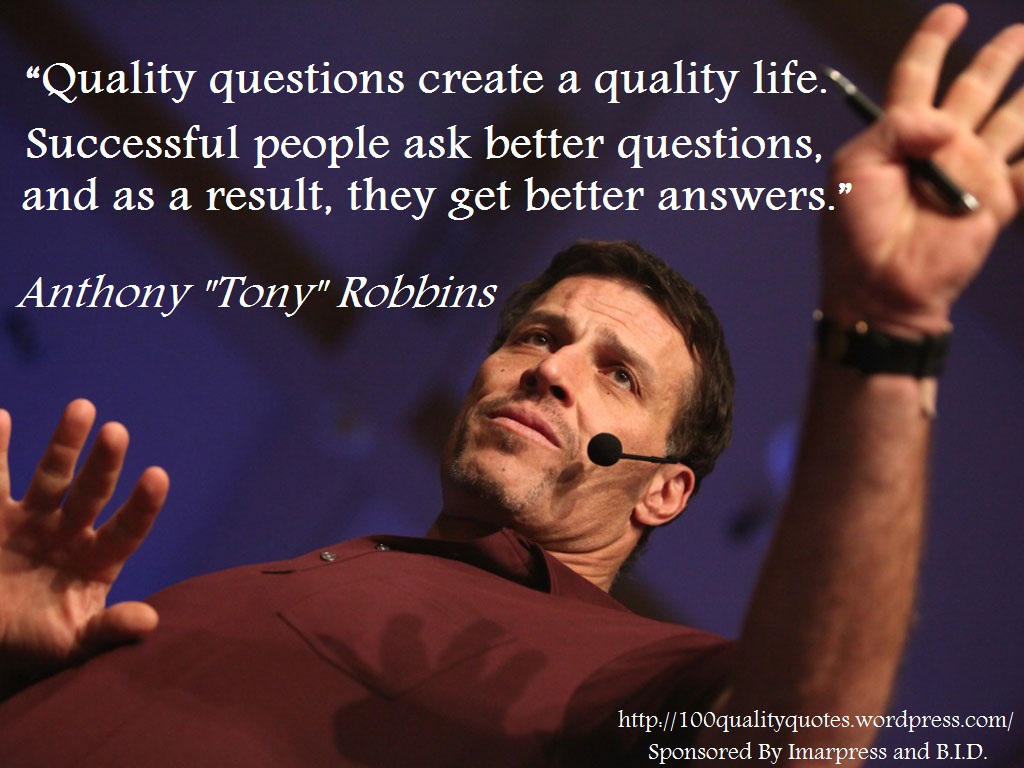 “Quality questions create a quality life.
Successful people ask better questions,
and as a result, they get better answers.”
Anthony "Tony" Robbins
http://100qualityquotes.wordpress.com/
Sponsored By Imarpress and B.I.D.